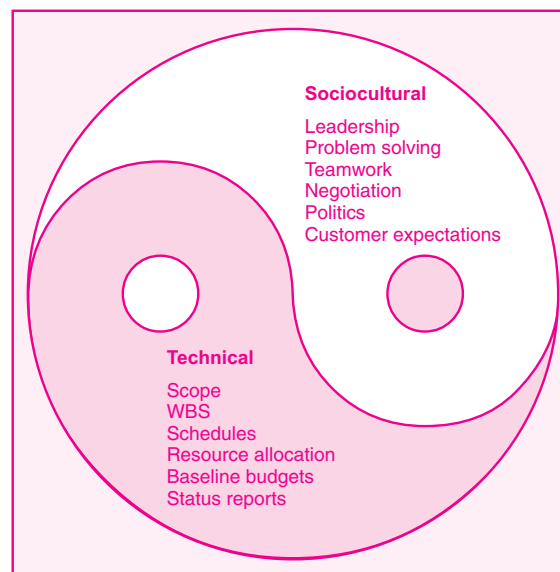 Sociocultural
Leadership
Problem solving
Teamwork
Negotiation
Politics
Customer expectations
Technical
Scope
WBS
Schedules
Resource allocation
Baseline budgets
Status reports